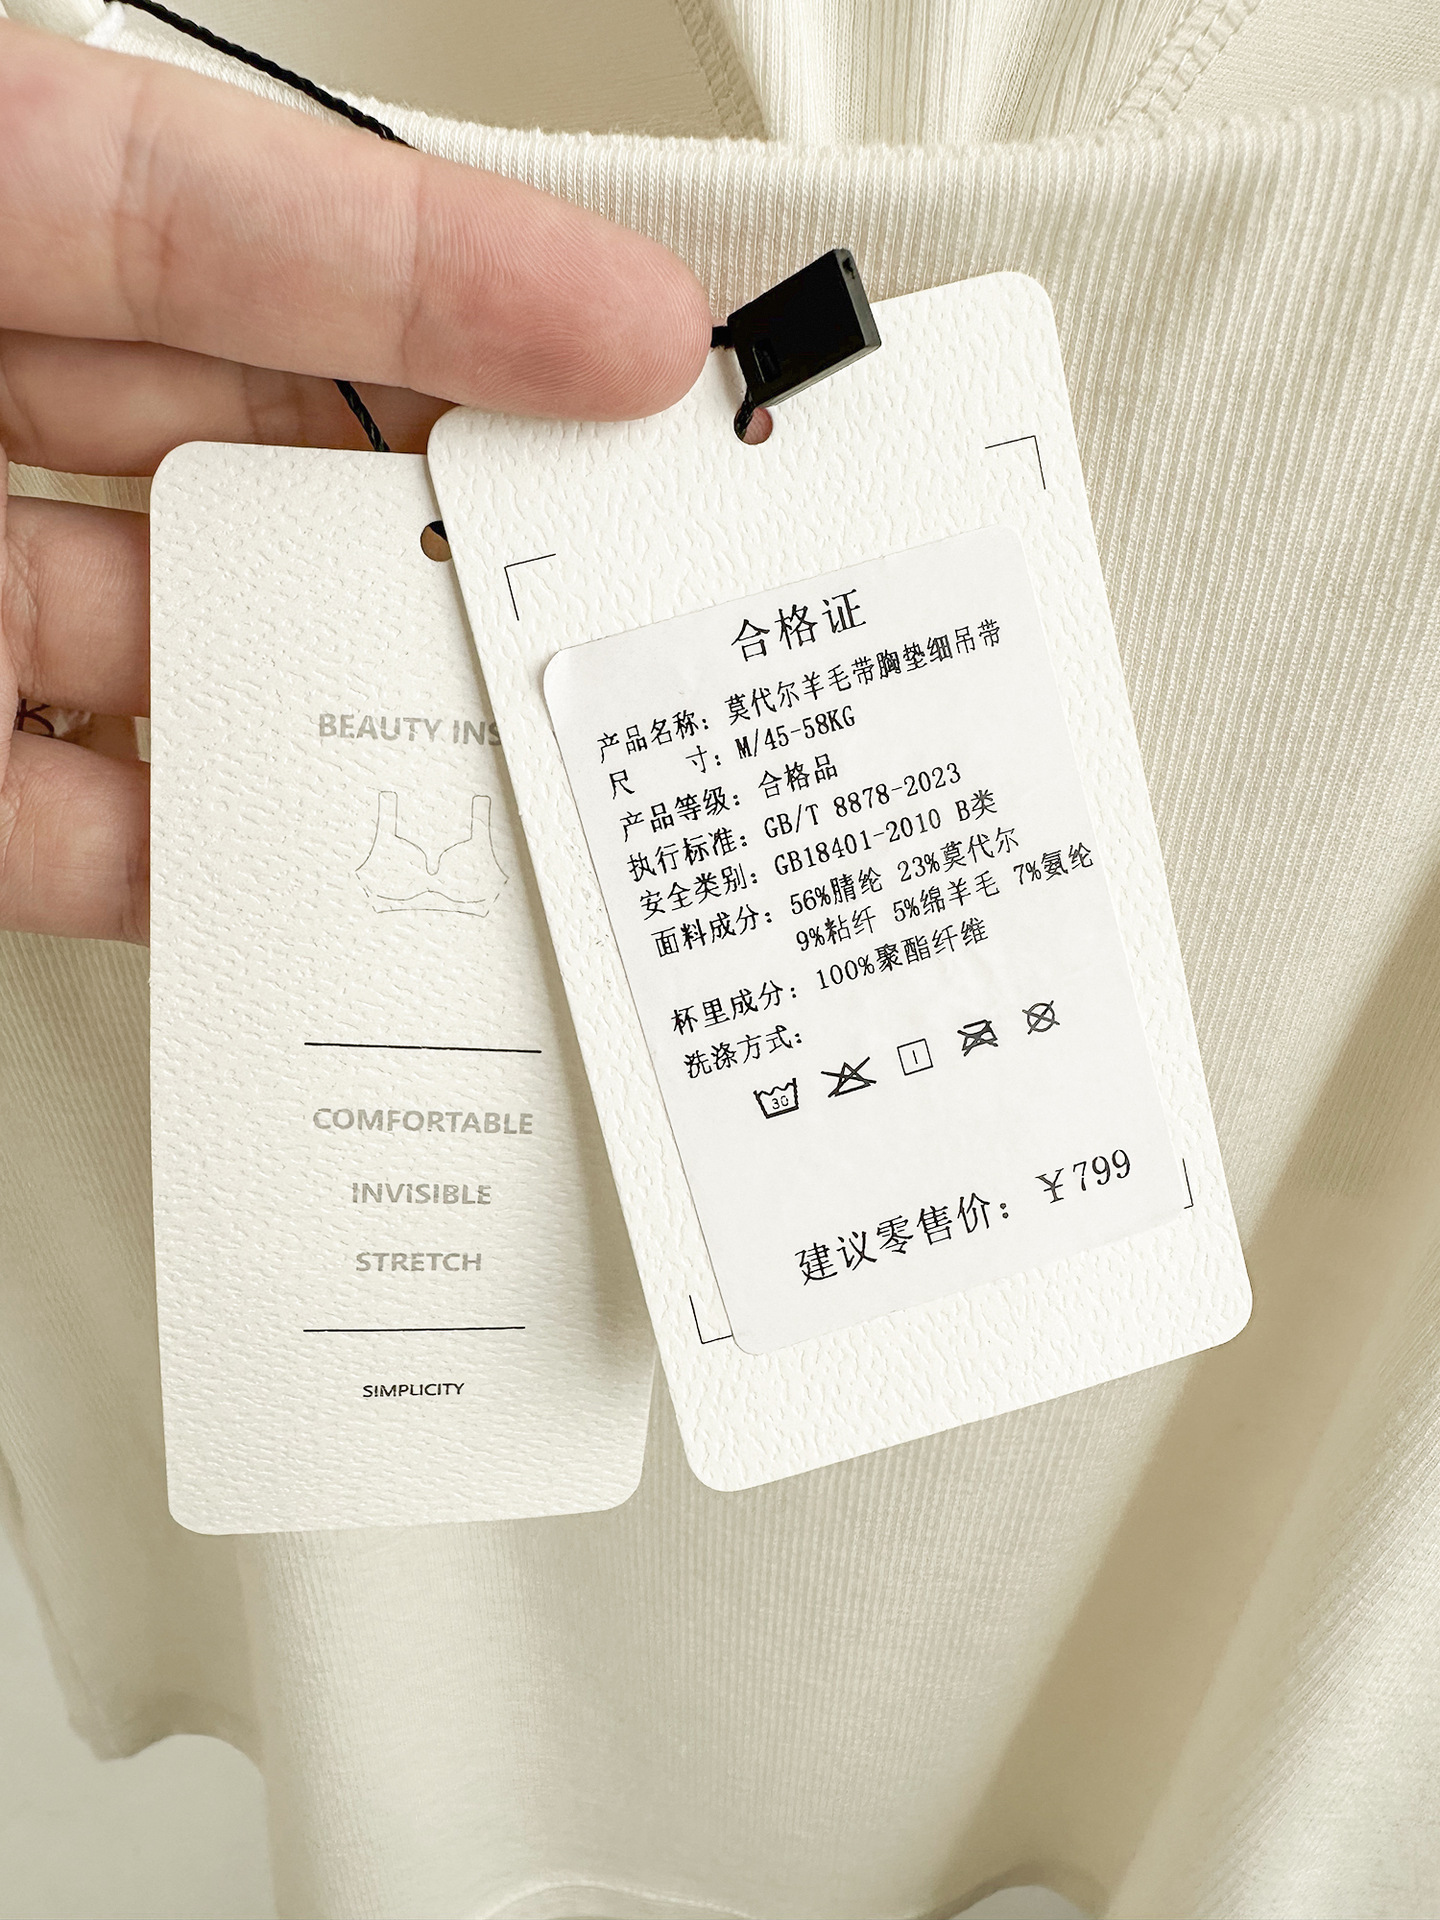 BEAUTY INS
COMFORTABLE
INVISIBLE
STRETCH
SIMPLICITY
合格证
产品名称：莫代尔羊毛带胸垫细吊带
尺 寸：M/45-58KG
产品等级：合格品
执行标准：GB/T 8878-2023
安全类别：GB18401-2010 B类
面料成分：56%腈纶 23%莫代尔
9%粘纤 5%绵羊毛 7%氨纶
杯里成分：100%聚酯纤维
洗涤方式：
30
建议零售价：￥799